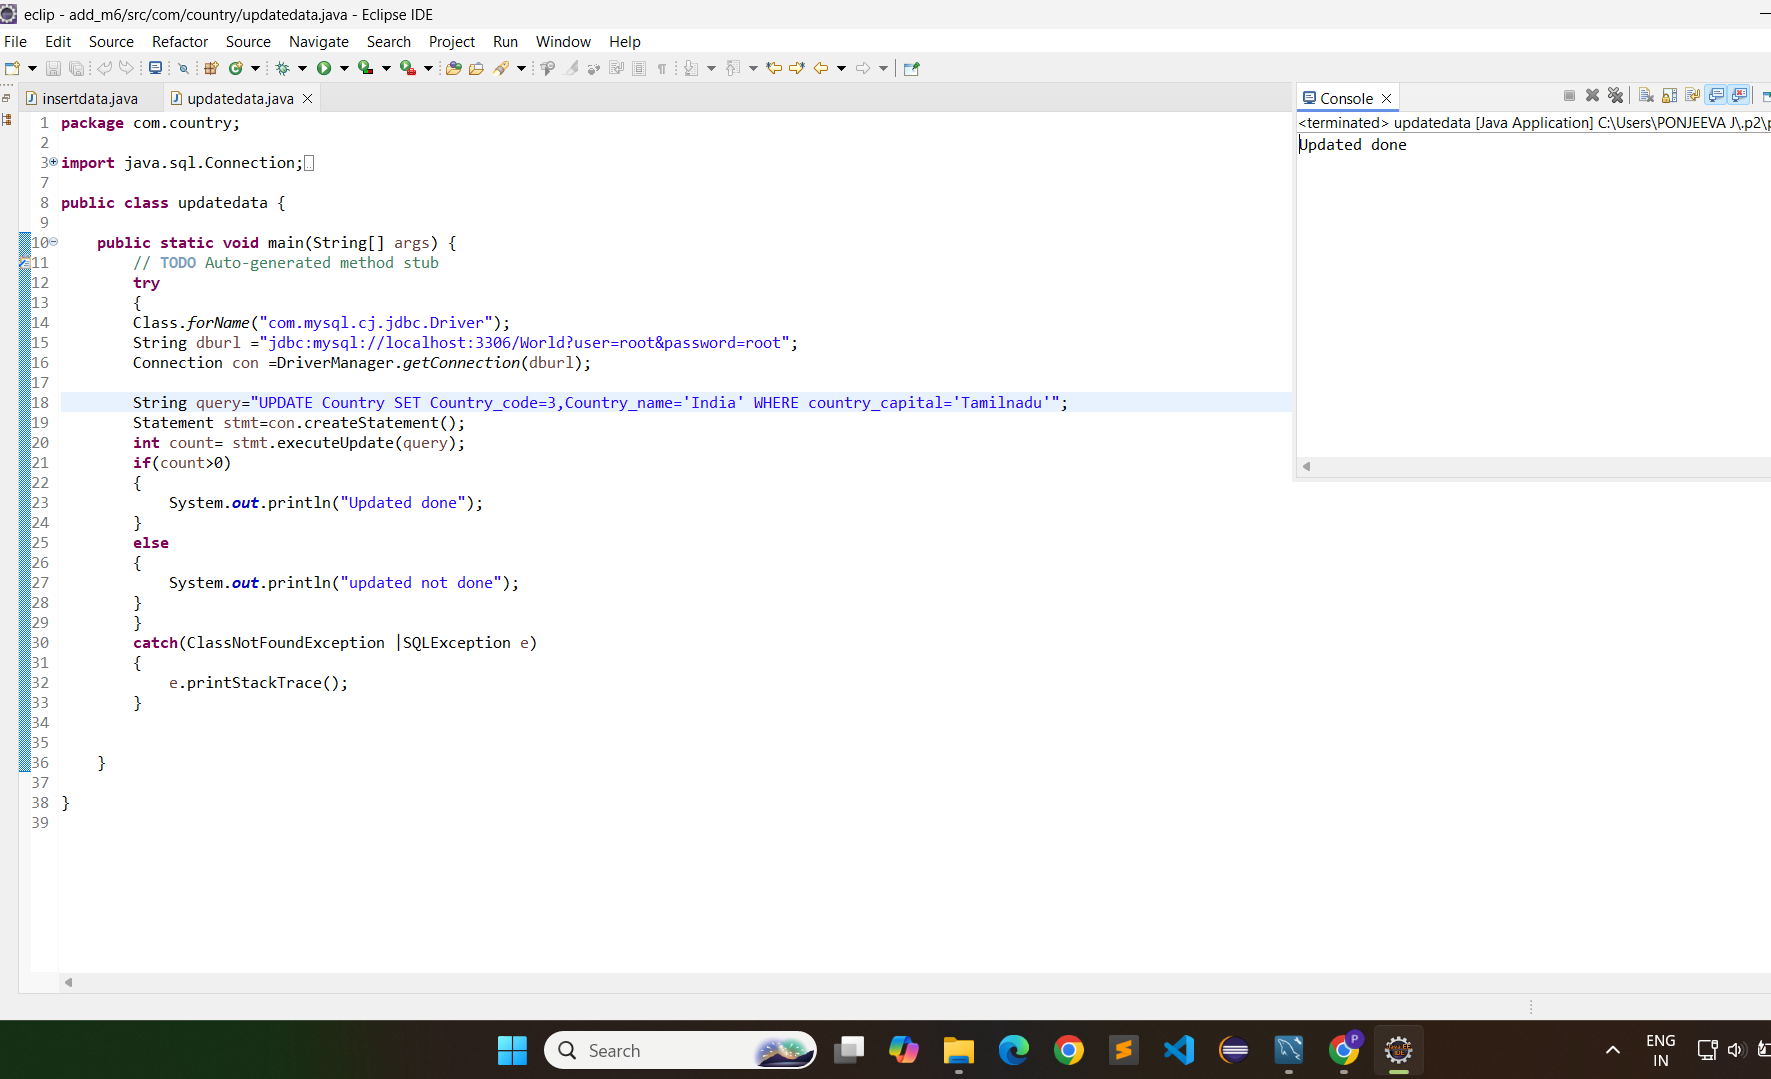 eclip - add_m6/src/com/country/updatedata.java - Eclipse IDE
File Edit Source Refactor Source Navigate Search Project Run Window Help
insertdata.java
updatedata.java
1 package com.country;
2
3 import java.sql.Connection;
7
8 public class updatedata {
9
10 public static void main(String[] args) {
11 // TODO Auto-generated method stub
12 try
13 {
14 Class.forName("com.mysql.cj.jdbc.Driver");
15 String dburl ="jdbc:mysql://localhost:3306/World?user=root&password=root";
16 Connection con =DriverManager.getConnection(dburl);
17
18 String query="UPDATE Country SET Country_code=3,Country_name='India' WHERE country_capital='Tamilnadu'";
19 Statement stmt=con.createStatement();
20 int count= stmt.executeUpdate(query);
21 if(count>0)
22 {
23 System.out.println("Updated done");
24 }
25 else
26 {
27 System.out.println("updated not done");
28 }
29 }
30 catch(ClassNotFoundException |SQLException e)
31 {
32 e.printStackTrace();
33 }
34
35
36 }
37
38 }
39
Console
<terminated> updatedata [Java Application] C:\Users\PONJEEVA J\.p2\p
Updated done
Search
P
ENG
IN